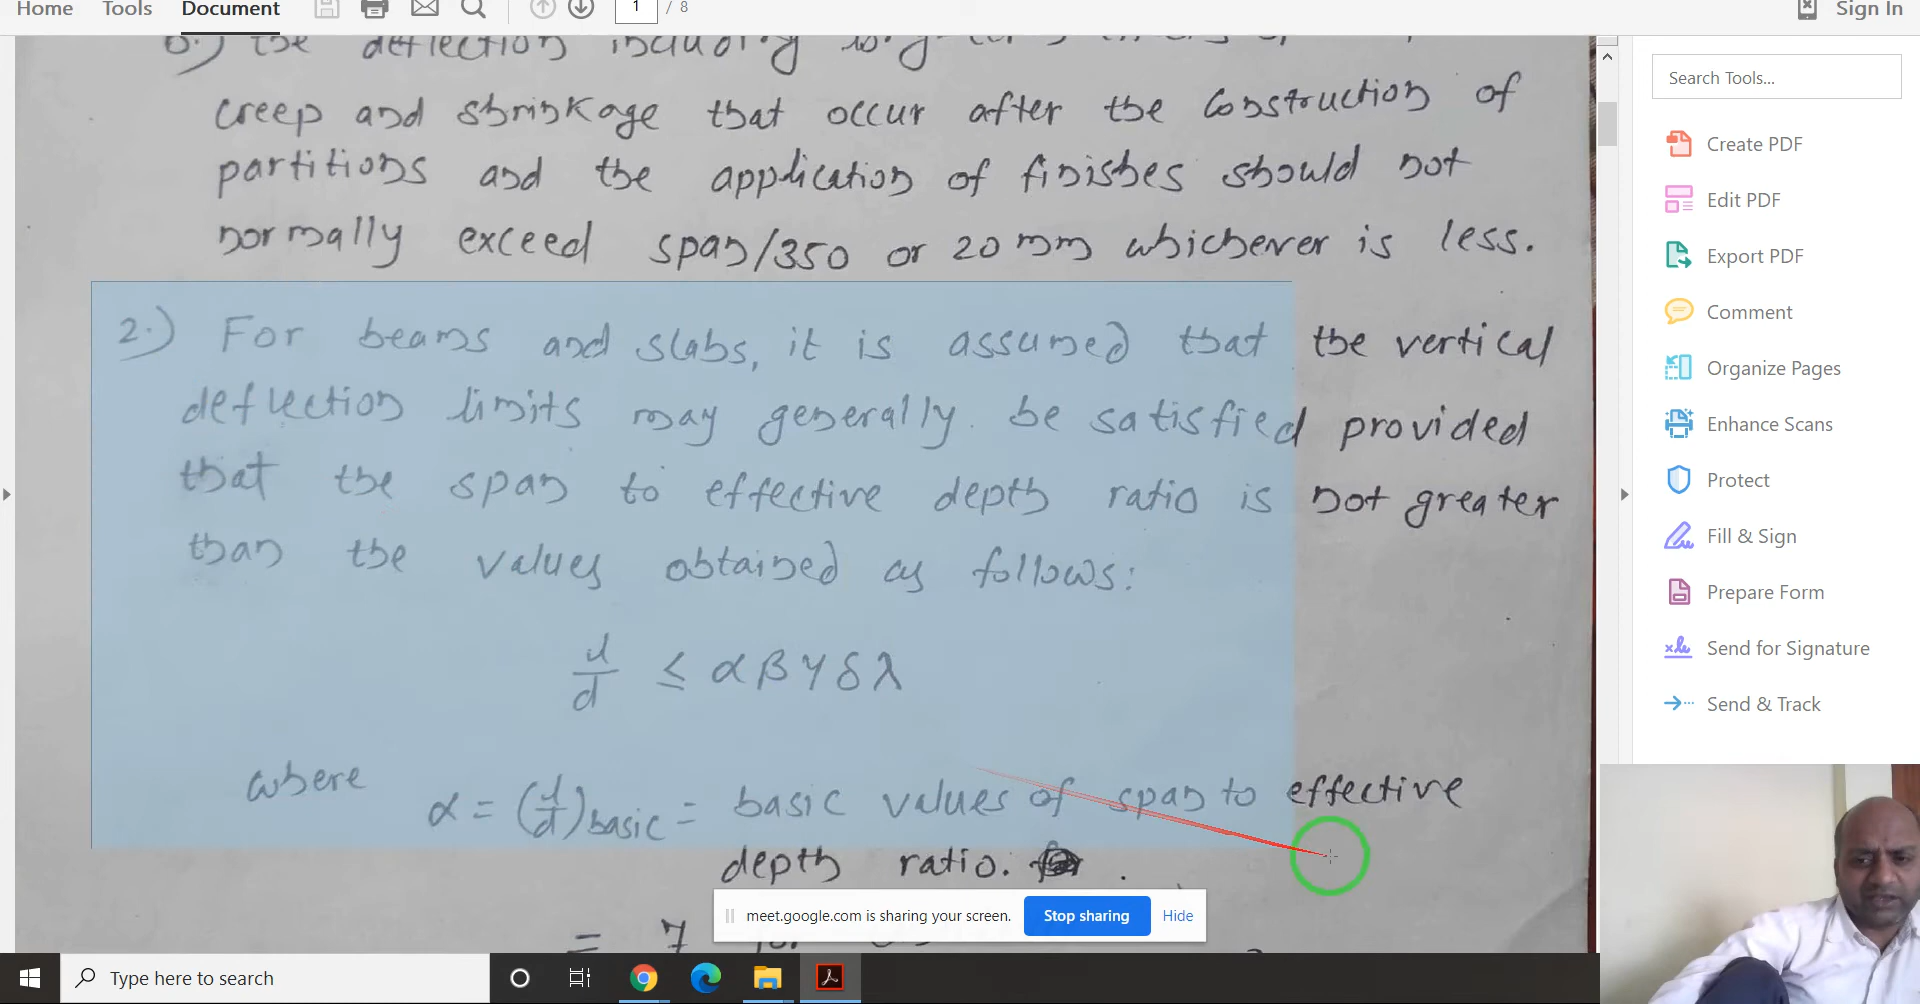 Home Tools Document 1 / 8 Sign In
b.) the deflection including
creep and shrinkage that occur after the construction of
partitions and the application of finishes should not
normally exceed span/350 or 20 mm whichever is less.
2.) For beams and slabs, it is assumed that the vertical
deflection limits may generally be satisfied provided
that the span to effective depth ratio is not greater
than the values obtained as follows:
l/d ≤ αβγδλ
where α = (l/d)basic = basic values of span to effective
depth ratio.
= 7 for
Search Tools...
Create PDF
Edit PDF
Export PDF
Comment
Organize Pages
Enhance Scans
Protect
Fill & Sign
Prepare Form
Send for Signature
Send & Track
meet.google.com is sharing your screen. Stop sharing Hide
Type here to search